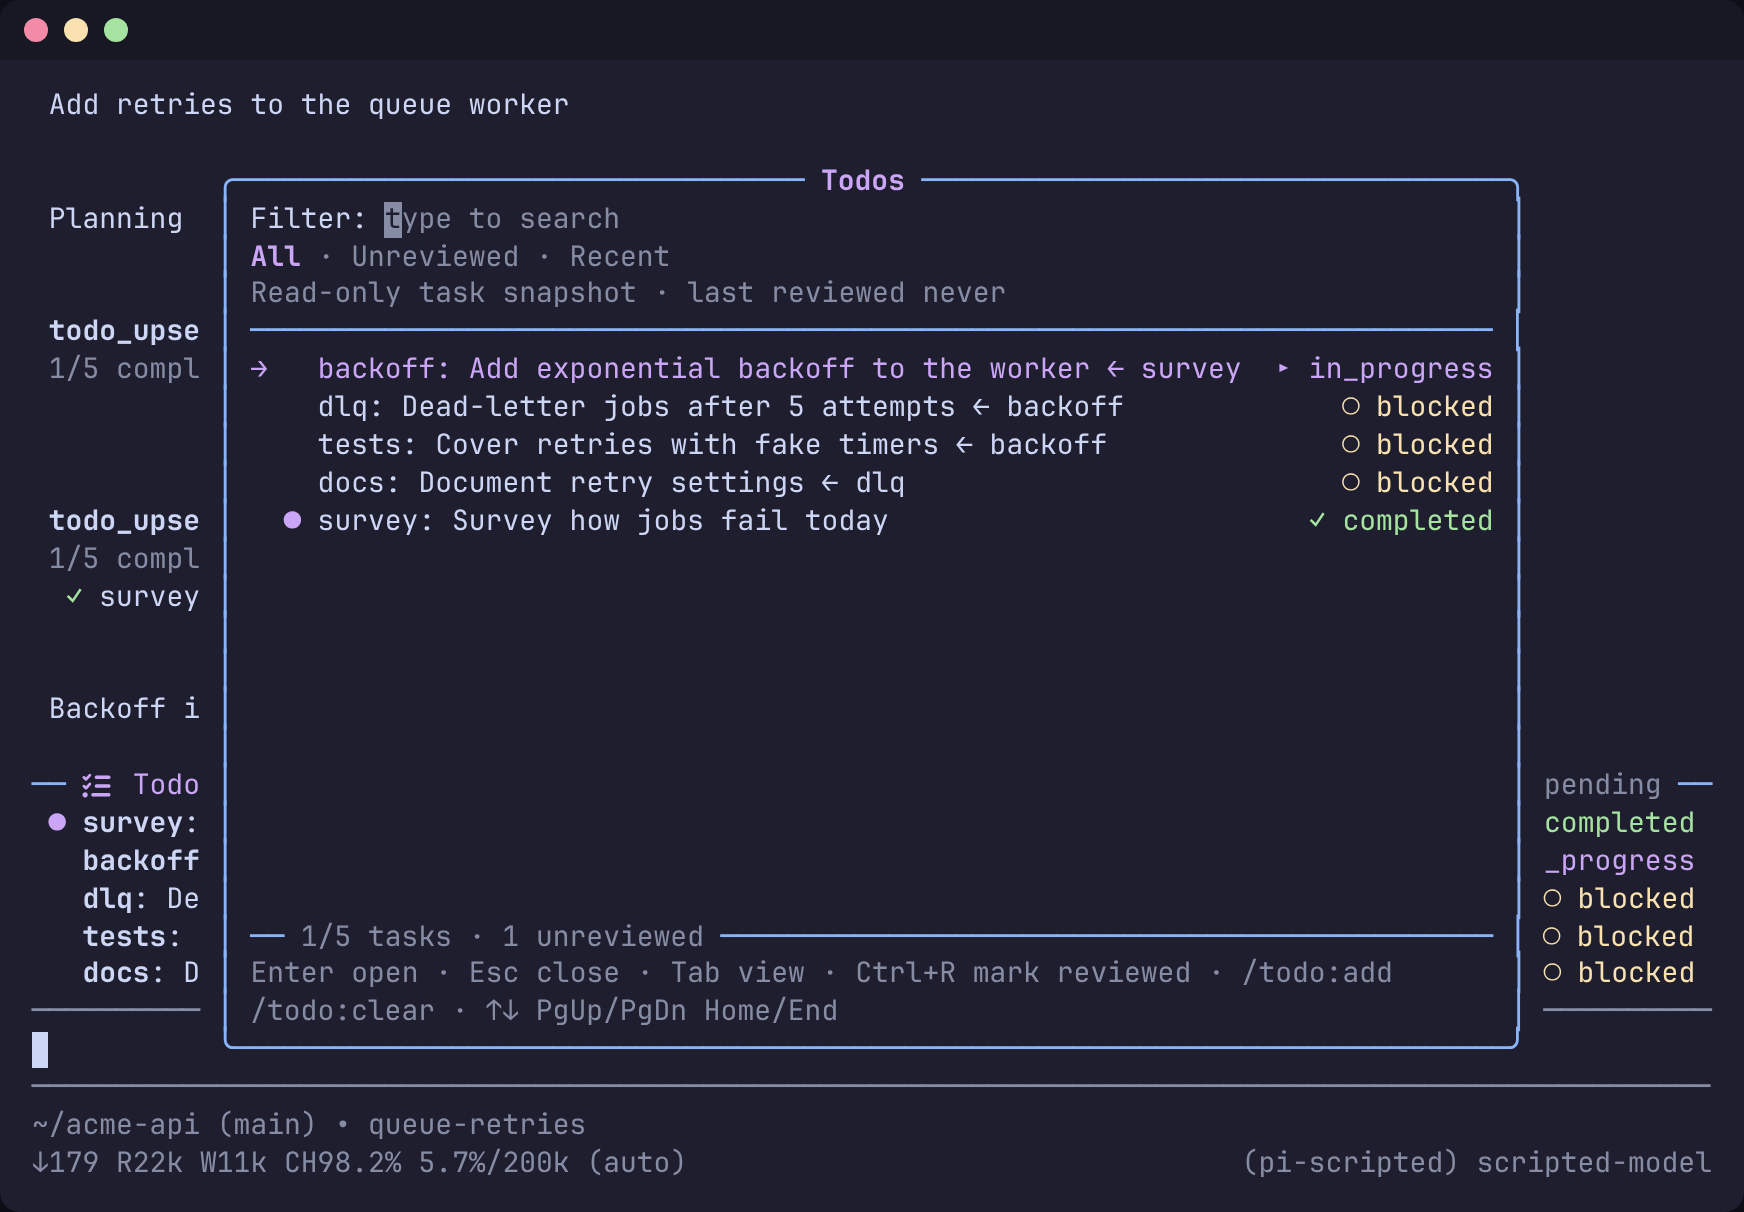 Add retries to the queue worker
Todos
Planning
Filter: type to search
All · Unreviewed · Recent
Read-only task snapshot · last reviewed never
todo_upse
1/5 compl
→ backoff: Add exponential backoff to the worker ← survey ▸ in_progress
dlq: Dead-letter jobs after 5 attempts ← backoff ○ blocked
tests: Cover retries with fake timers ← backoff ○ blocked
docs: Document retry settings ← dlq ○ blocked
● survey: Survey how jobs fail today ✓ completed
todo_upse
1/5 compl
✓ survey
Backoff i
Todo
pending
● survey:
completed
backoff
_progress
dlq: De
○ blocked
tests:
○ blocked
docs: D
○ blocked
1/5 tasks · 1 unreviewed
Enter open · Esc close · Tab view · Ctrl+R mark reviewed · /todo:add
/todo:clear · ↑↓ PgUp/PgDn Home/End
~/acme-api (main) • queue-retries
↓179 R22k W11k CH98.2% 5.7%/200k (auto)
(pi-scripted) scripted-model